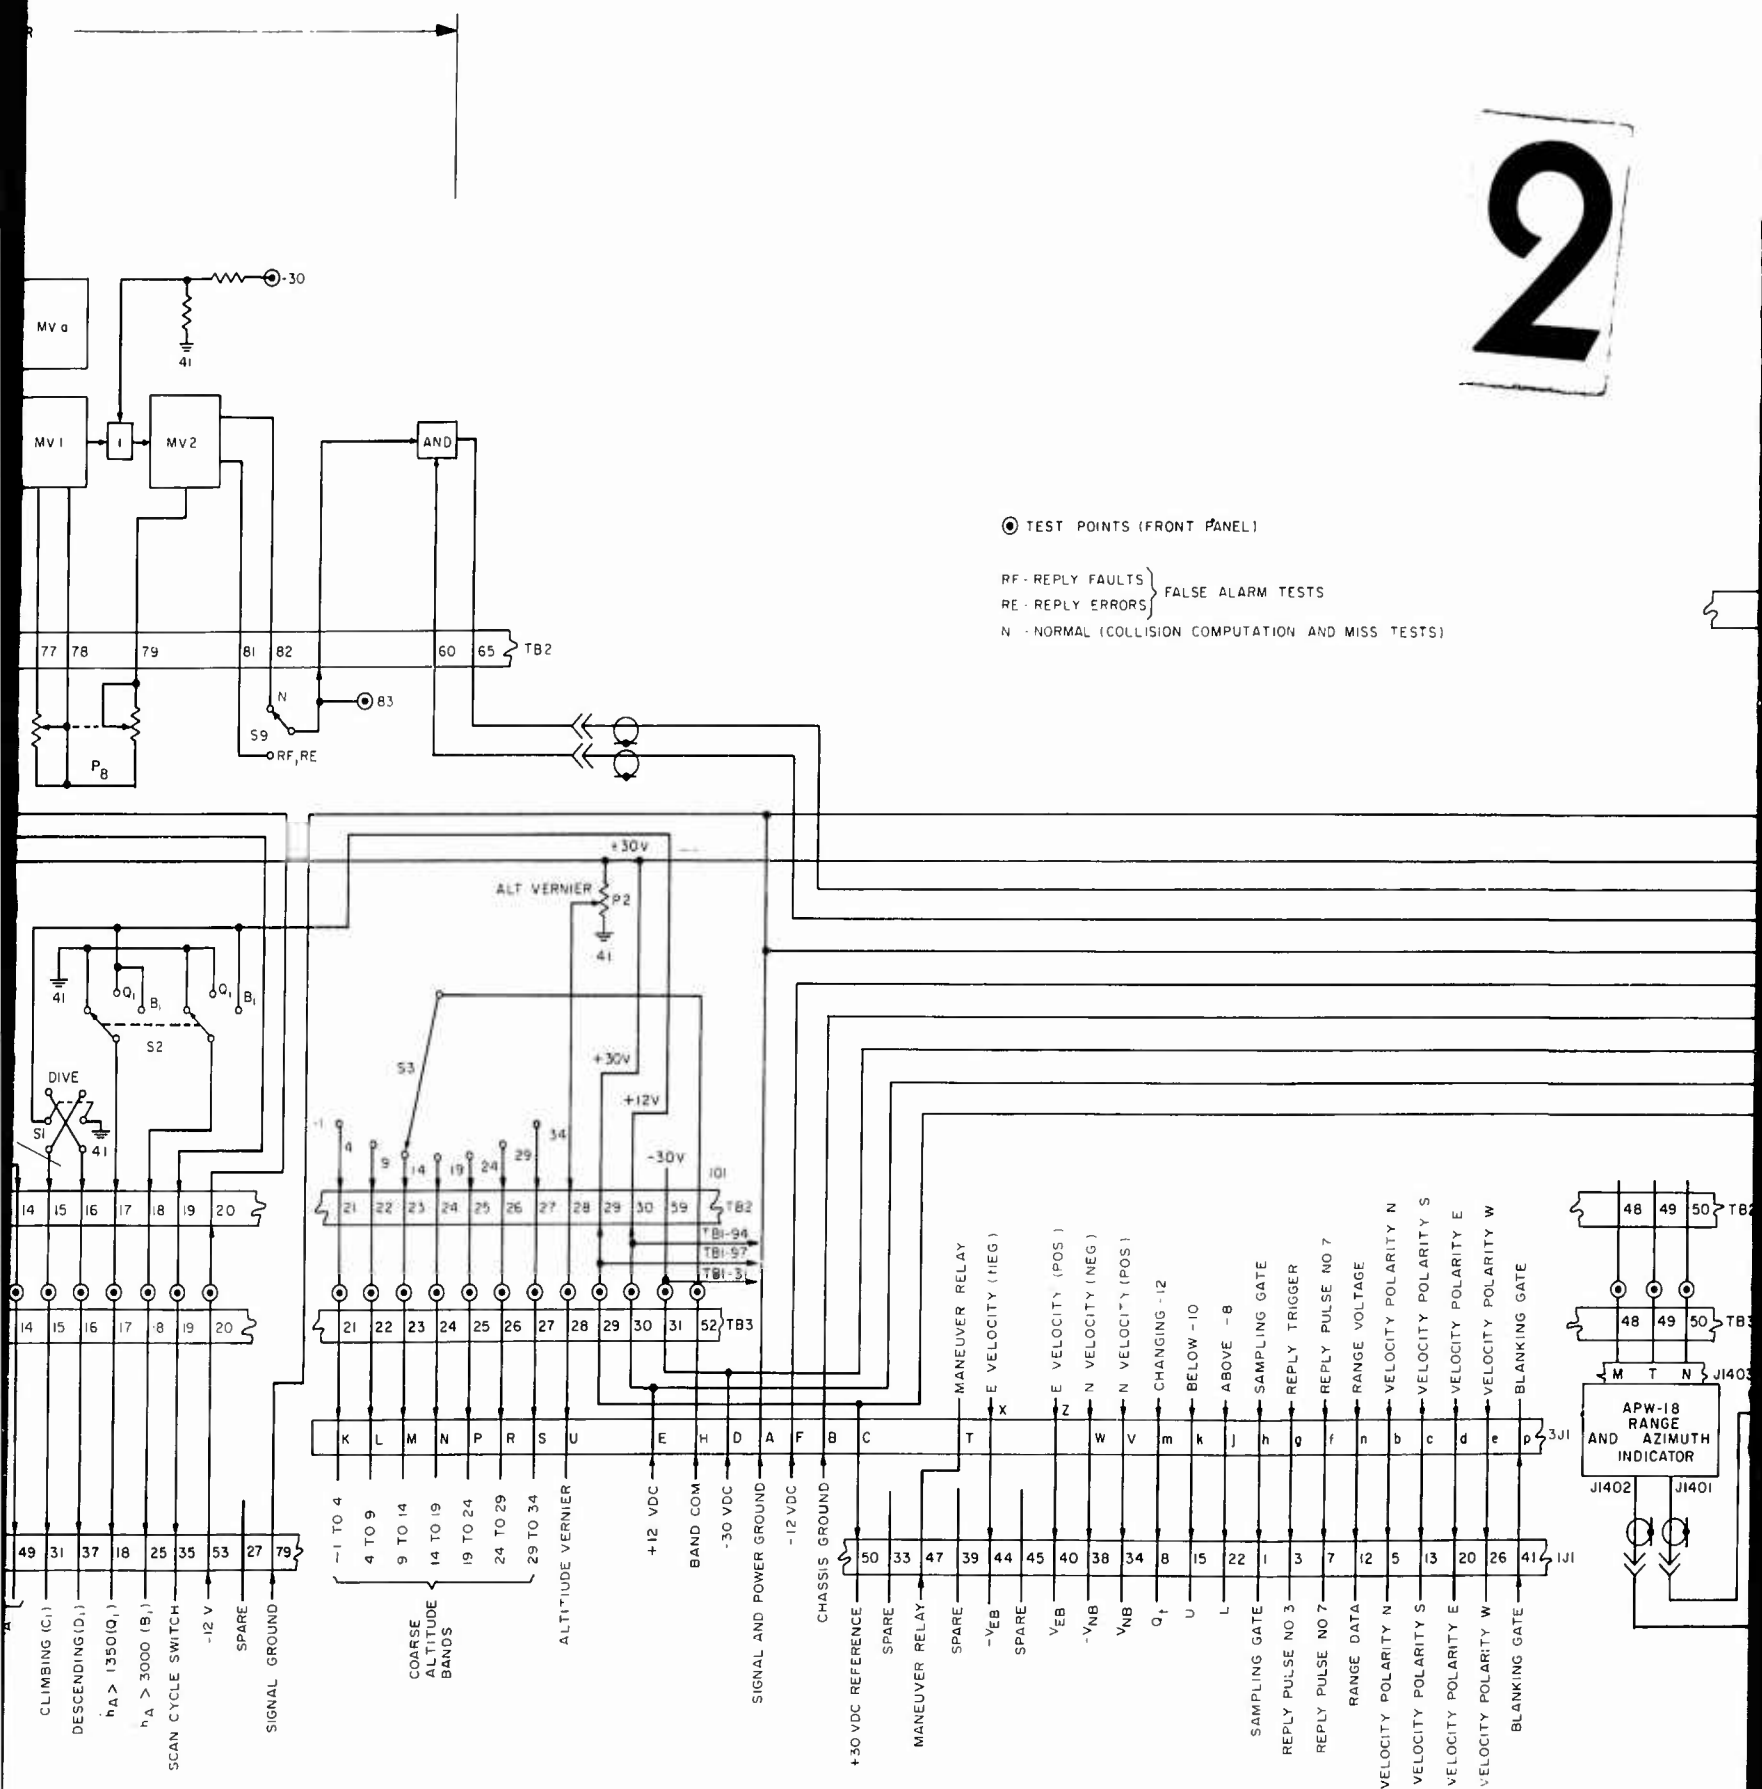 R
2
-30
MV a
41
MV1
1
MV2
AND
TEST POINTS (FRONT PANEL)
RF - REPLY FAULTS
RE - REPLY ERRORS
FALSE ALARM TESTS
N - NORMAL (COLLISION COMPUTATION AND MISS TESTS)
77 78 79 81 82 60 65 TB2
N
83
S9
RF, RE
P8
+30V
ALT VERNIER
P2
41
41
Q1 B1 Q1 B1
S2
S3
+30V
DIVE
+12V
S1
41
-1 4 9 14 19 24 29 34
-30V
101
14 15 16 17 18 19 20
21 22 23 24 25 26 27 28 29 30 59 TB2
48 49 50 TB2
TB1-94
TB1-97
TB1-31
14 15 16 17 18 19 20
21 22 23 24 25 26 27 28 29 30 31 52 TB3
48 49 50 TB3
MANEUVER RELAY
E VELOCITY (NEG)
E VELOCITY (POS)
N VELOCITY (NEG)
N VELOCITY (POS)
CHANGING -12
BELOW -10
ABOVE -8
SAMPLING GATE
REPLY TRIGGER
REPLY PULSE NO 7
RANGE VOLTAGE
VELOCITY POLARITY N
VELOCITY POLARITY S
VELOCITY POLARITY E
VELOCITY POLARITY W
BLANKING GATE
M T N J1403
APW-18
RANGE
AND AZIMUTH
INDICATOR
J1402 J1401
X Z
K L M N P R S U E H D A F B C T W V m k j h g f n b c d e p 3J1
-1 TO 4
4 TO 9
9 TO 14
14 TO 19
19 TO 24
24 TO 29
29 TO 34
COARSE
ALTITUDE
BANDS
ALTITUDE VERNIER
+12 VDC
BAND COM
-30 VDC
SIGNAL AND POWER GROUND
-12 VDC
CHASSIS GROUND
49 31 37 18 25 35 53 27 79
50 33 47 39 44 45 40 38 34 8 15 22 1 3 7 12 5 13 20 26 41 1J1
A
CLIMBING (C1)
DESCENDING (D1)
hA > 1350 (Q1)
hA > 3000 (B1)
SCAN CYCLE SWITCH
-12 V
SPARE
SIGNAL GROUND
+30 VDC REFERENCE
SPARE
MANEUVER RELAY
SPARE
-VEB
SPARE
VEB
-VNB
VNB
Qt
U
L
SAMPLING GATE
REPLY PULSE NO 3
REPLY PULSE NO 7
RANGE DATA
VELOCITY POLARITY N
VELOCITY POLARITY S
VELOCITY POLARITY E
VELOCITY POLARITY W
BLANKING GATE